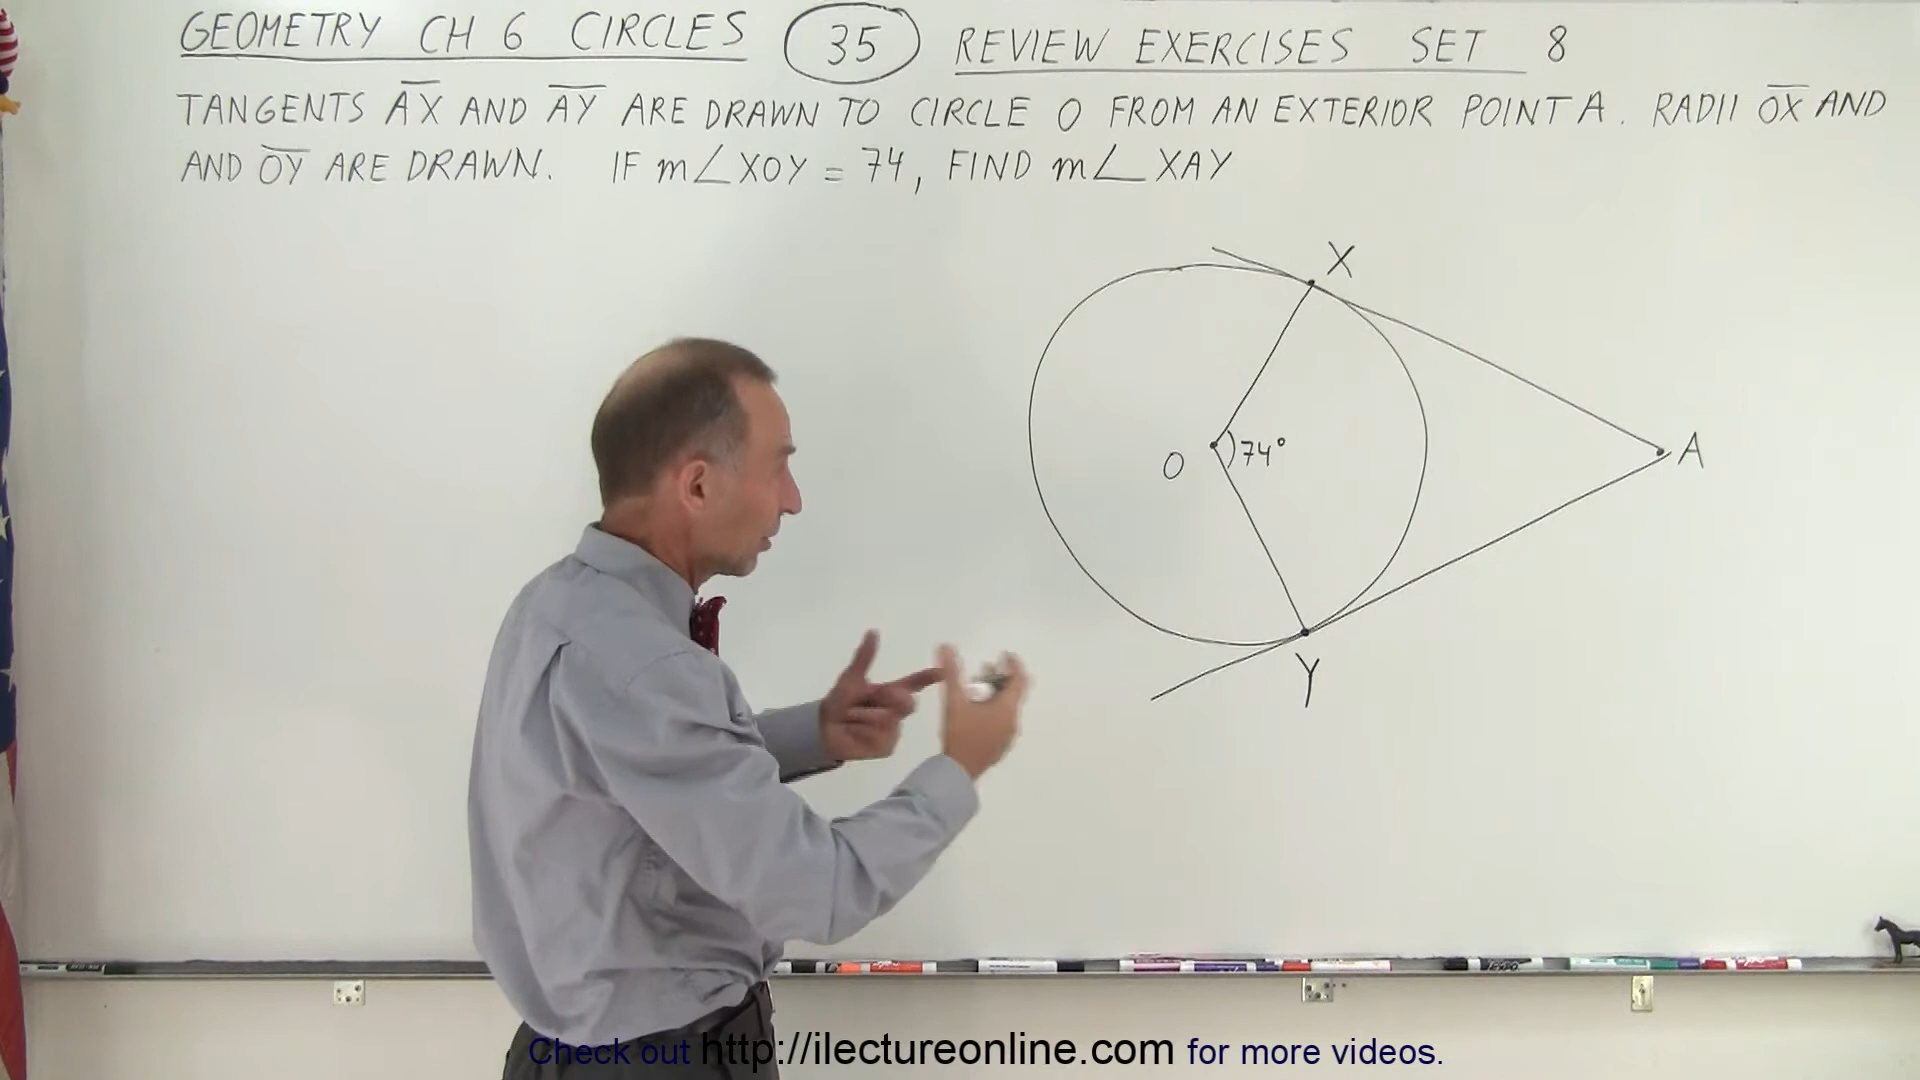 GEOMETRY CH 6 CIRCLES 35 REVIEW EXERCISES SET 8
TANGENTS AX AND AY ARE DRAWN TO CIRCLE O FROM AN EXTERIOR POINT A. RADII OX AND
AND OY ARE DRAWN. IF m∠XOY = 74, FIND m∠XAY
X
O 74° A
Y
Check out http://ilectureonline.com for more videos.